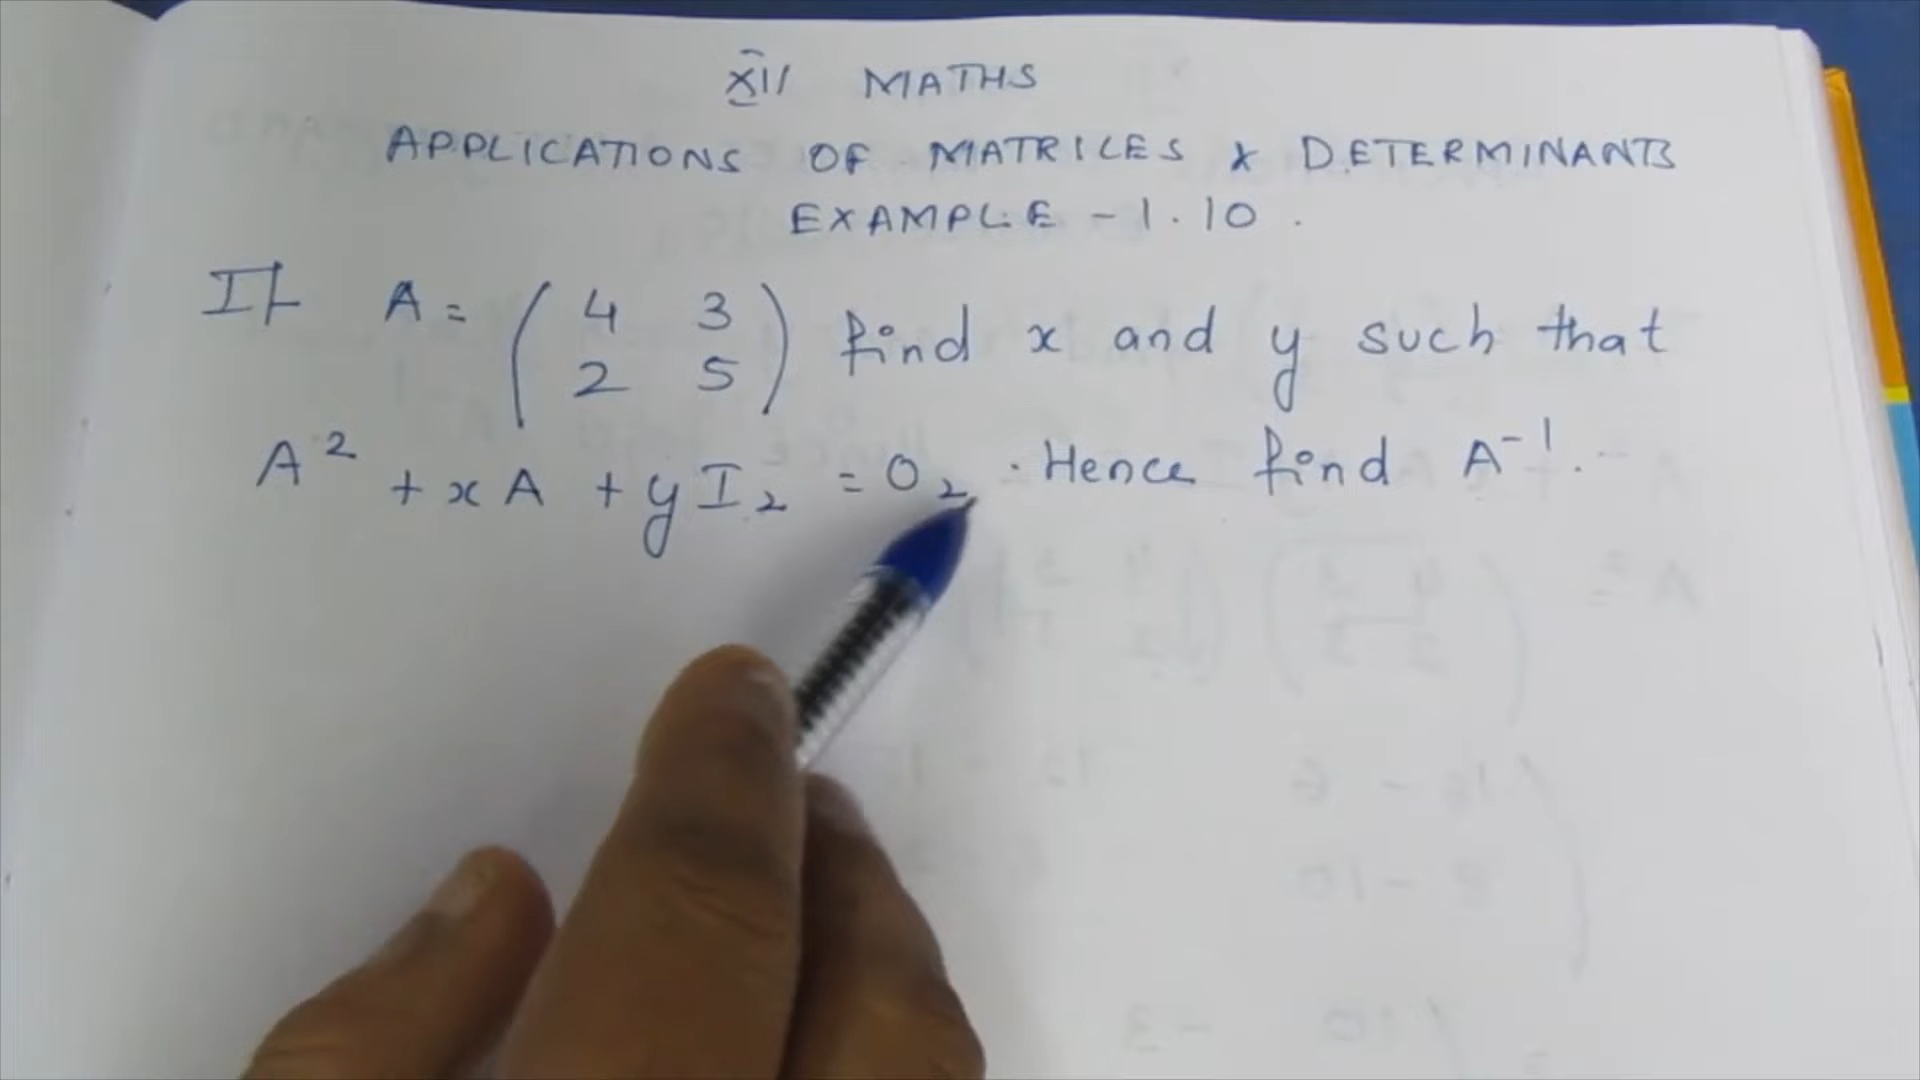 XII MATHS
APPLICATIONS OF MATRICES & DETERMINANTS
EXAMPLE - 1.10.
If A = ( 4 3 ) find x and y such that
2 5
A² + xA + yI₂ = O₂. Hence find A⁻¹.